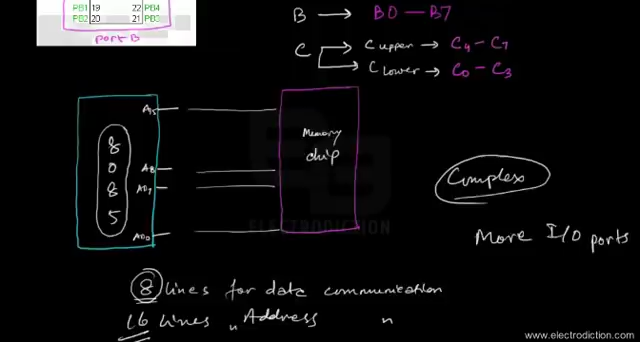 PB1 19 22 PB4
PB2 20 21 PB3
port B
B → B0 — B7
C C upper → C4 – C7
C Lower → C0 – C3
A15
8085
A8
AD7
AD0
Memory
chip
ELECTRODICTION
Complex
More I/O ports
8 lines for data communication
16 lines " Address "
www.electrodiction.com